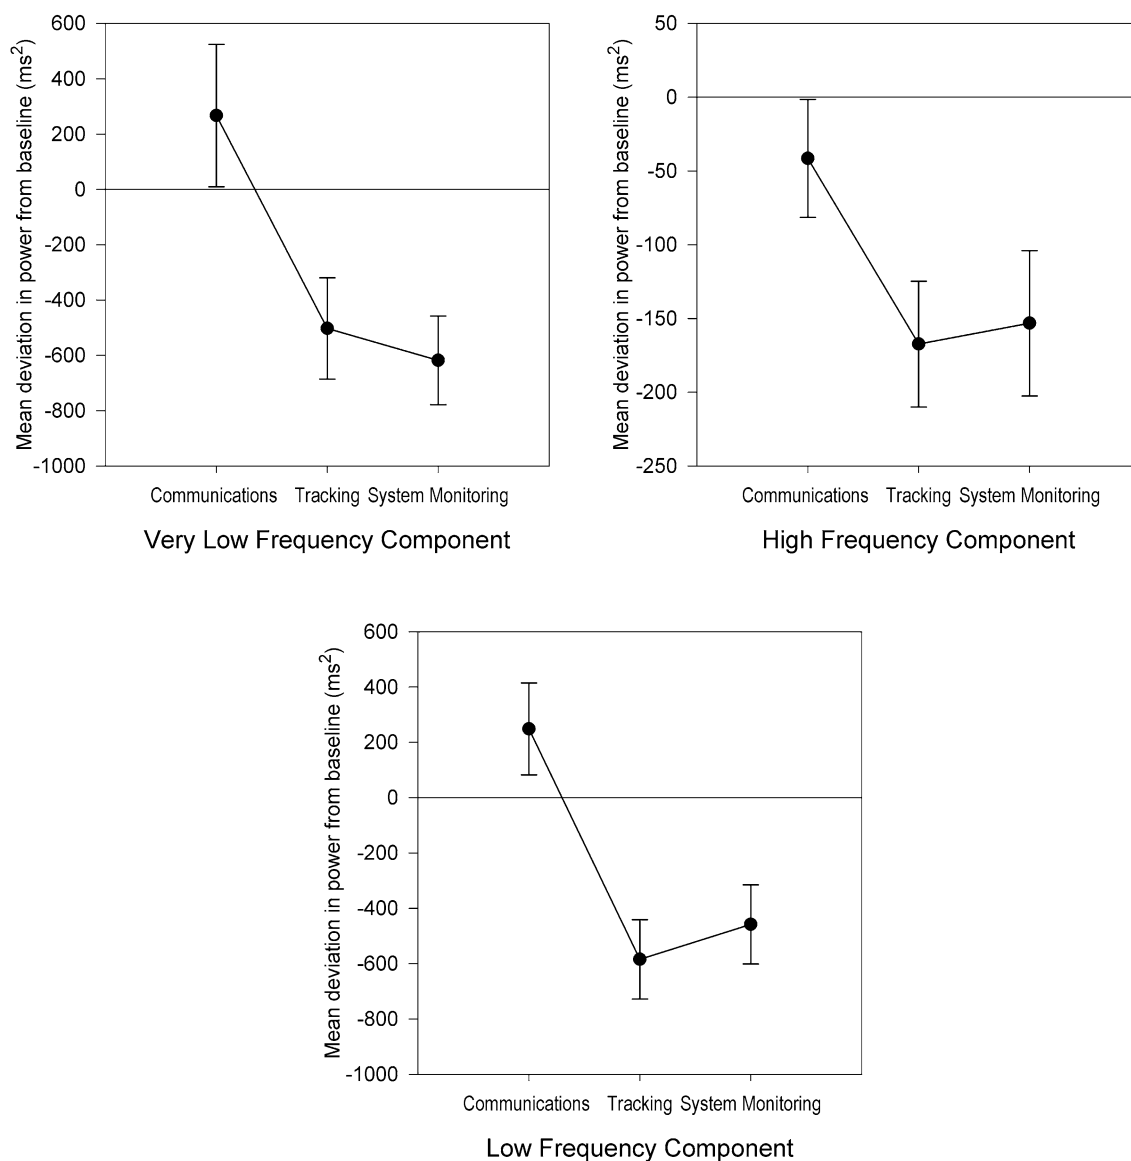 Mean deviation in power from baseline (ms²)
600
400
200
0
-200
-400
-600
-800
-1000
Communications Tracking System Monitoring
Very Low Frequency Component
Mean deviation in power from baseline (ms²)
50
0
-50
-100
-150
-200
-250
Communications Tracking System Monitoring
High Frequency Component
Mean deviation in power from baseline (ms²)
600
400
200
0
-200
-400
-600
-800
-1000
Communications Tracking System Monitoring
Low Frequency Component